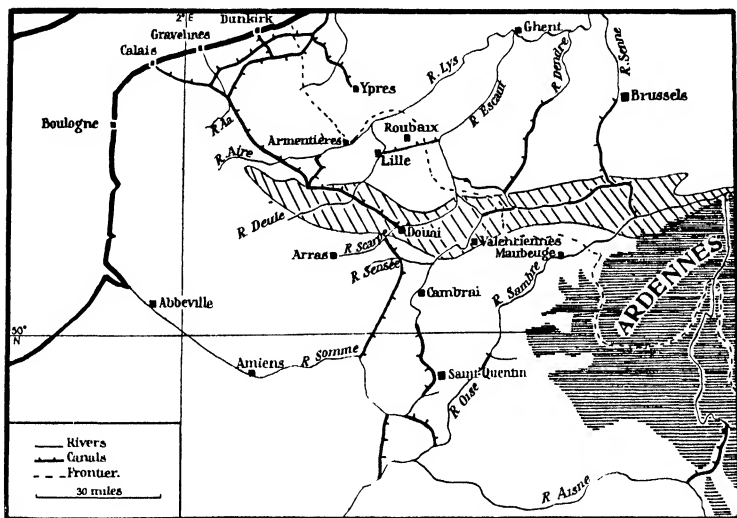 2° E
Dunkirk
Gravelines
Calais
Ghent
R. Lys
R. Dendre
R. Senne
Ypres
R. Escaut
Brussels
Boulogne
R. Aa
Armentières
Roubaix
Lille
R. Aire
R. Deule
Douai
Arras
R Scarpe
R. Sensée
Valenciennes
Maubeuge
ARDENNES
Cambrai
R. Sambre
Abbeville
50°
N
Amiens
R Somme
Saint-Quentin
R Oise
Rivers
Canals
Frontier.
30 miles
R Aisne